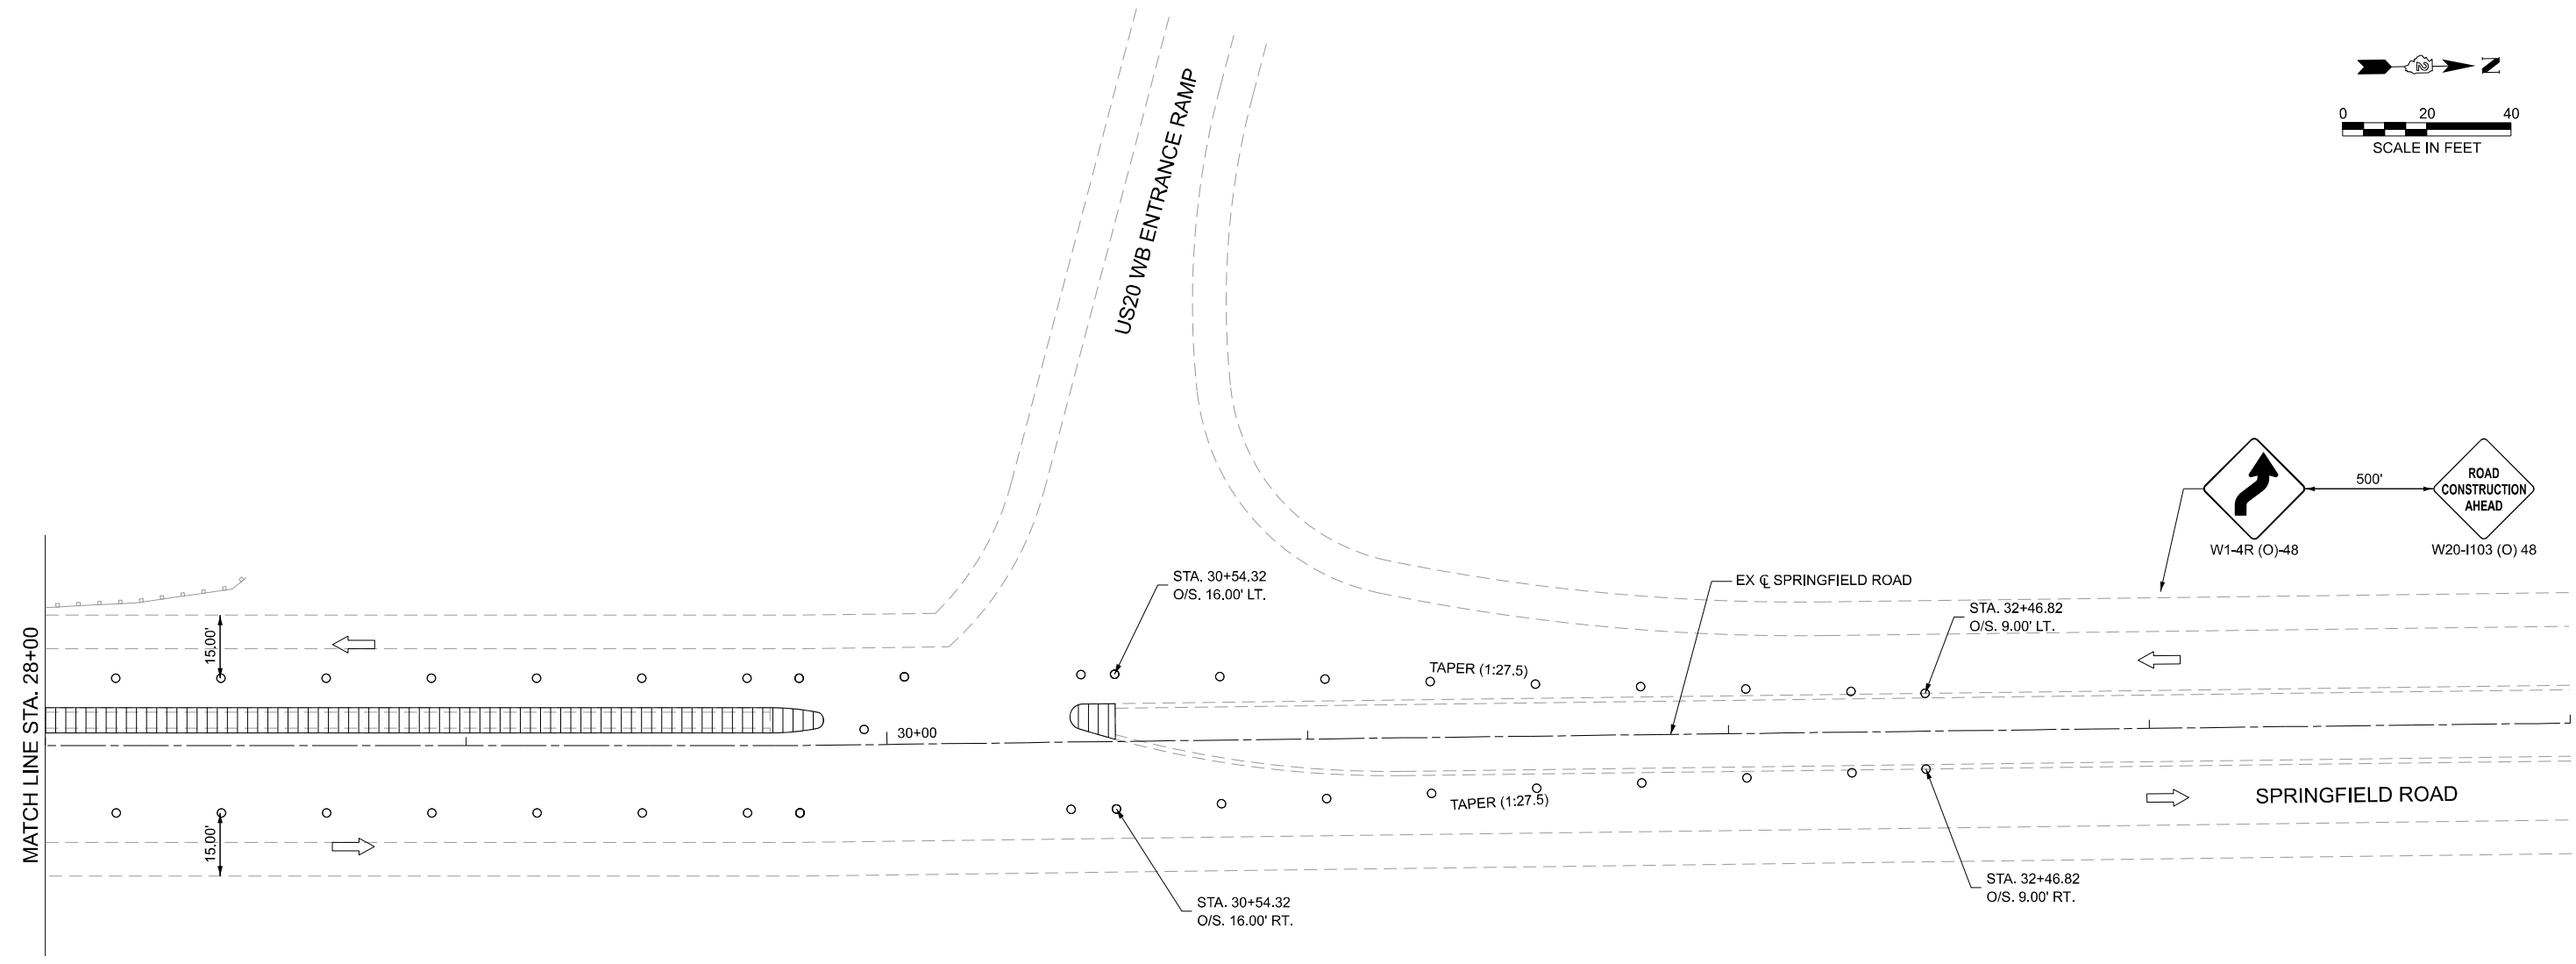 US20 WB ENTRANCE RAMP
N
0 20 40
SCALE IN FEET
ROAD
CONSTRUCTION
AHEAD
500'
W1-4R (O)-48
W20-I103 (O) 48
STA. 30+54.32
O/S. 16.00' LT.
EX ℄ SPRINGFIELD ROAD
STA. 32+46.82
O/S. 9.00' LT.
MATCH LINE STA. 28+00
15.00'
TAPER (1:27.5)
30+00
15.00'
TAPER (1:27.5)
SPRINGFIELD ROAD
STA. 30+54.32
O/S. 16.00' RT.
STA. 32+46.82
O/S. 9.00' RT.